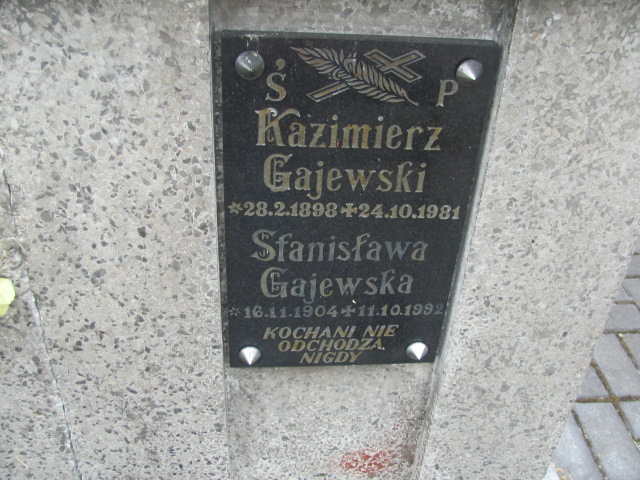 Ś P
Kazimierz
Gajewski
*28.2.1898 ✝24.10.1981
Stanisława
Gajewska
*16.11.1904 ✝11.10.1992
KOCHANI NIE
ODCHODZĄ
NIGDY